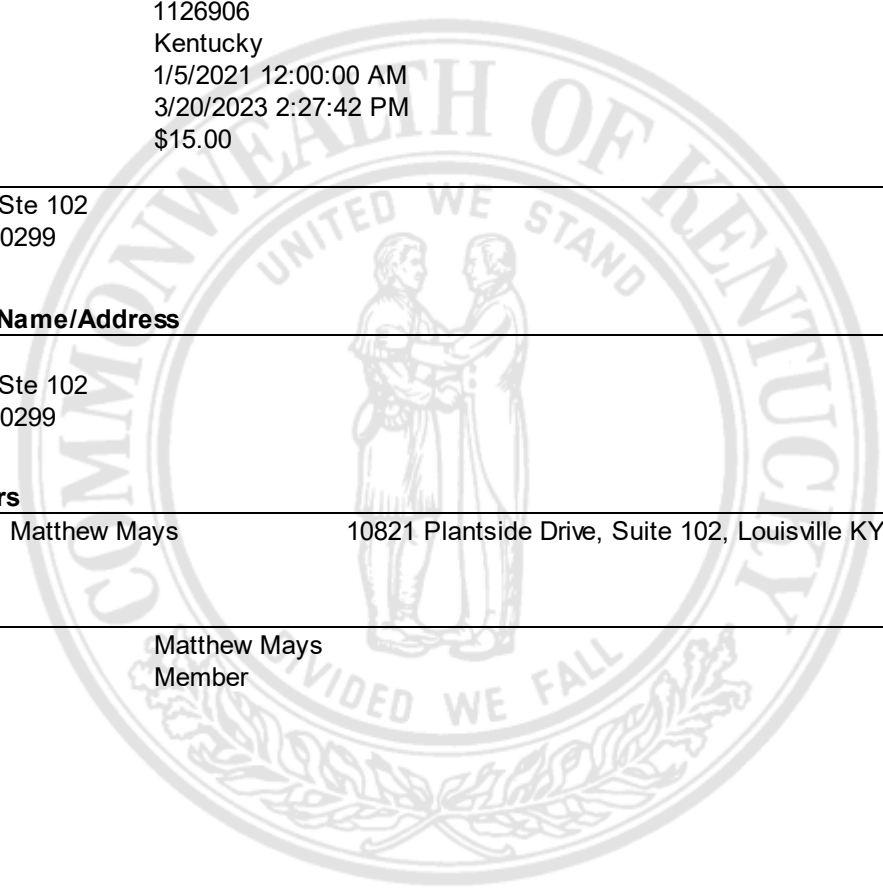 1126906
Kentucky
1/5/2021 12:00:00 AM
3/20/2023 2:27:42 PM
$15.00
Ste 102
0299
Name/Address
Ste 102
0299
rs
Matthew Mays 10821 Plantside Drive, Suite 102, Louisville KY
Matthew Mays
Member
COMMONWEALTH OF KENTUCKY
UNITED WE STAND
DIVIDED WE FALL